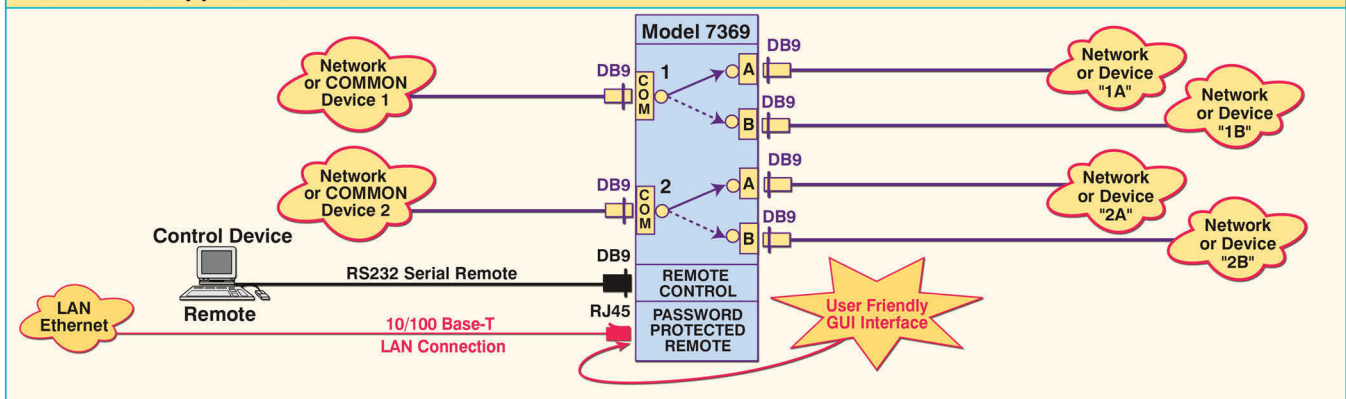 Model 7369
Network
or COMMON
Device 1
DB9
COM
1
A
B
DB9
DB9
Network
or Device
"1A"
Network
or Device
"1B"
Network
or COMMON
Device 2
DB9
COM
2
A
B
DB9
DB9
Network
or Device
"2A"
Network
or Device
"2B"
Control Device
Remote
RS232 Serial Remote
DB9
REMOTE
CONTROL
LAN
Ethernet
10/100 Base-T
LAN Connection
RJ45
PASSWORD
PROTECTED
REMOTE
User Friendly
GUI Interface